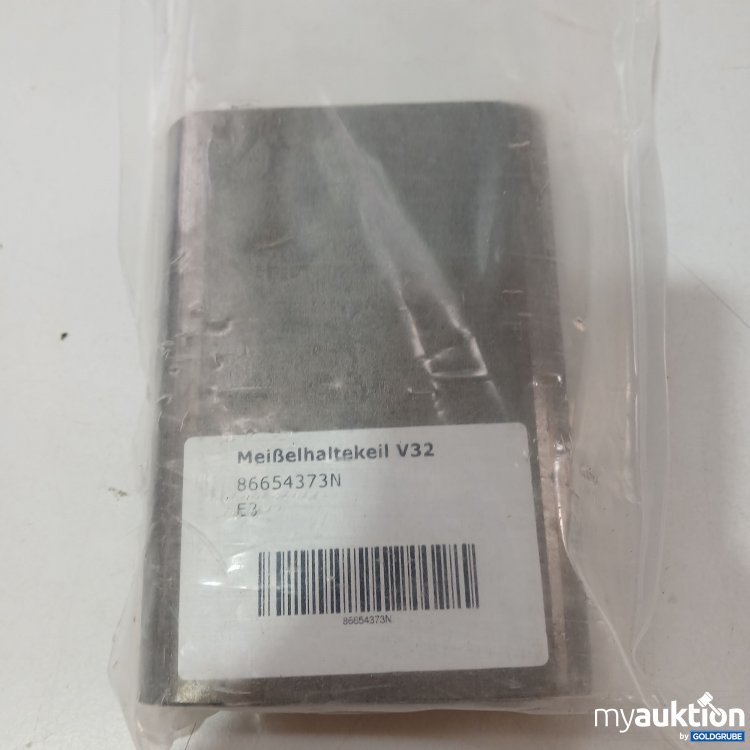 Meißelhaltekeil V32
86654373N
E3
86654373N
myauktion
by GOLDGRUBE